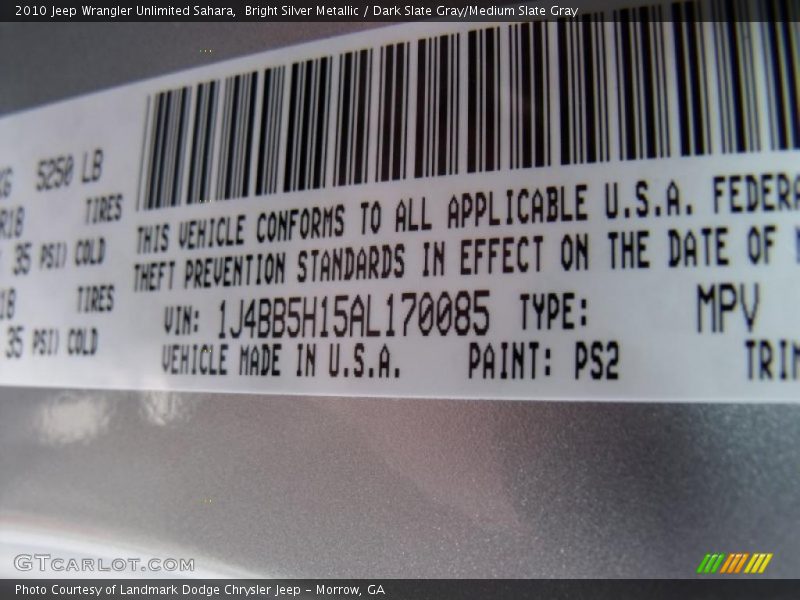 2010 Jeep Wrangler Unlimited Sahara, Bright Silver Metallic / Dark Slate Gray/Medium Slate Gray
5250 LB
R18 TIRES
35 PSI) COLD
18 TIRES
35 PSI) COLD
THIS VEHICLE CONFORMS TO ALL APPLICABLE U.S.A. FEDERA
THEFT PREVENTION STANDARDS IN EFFECT ON THE DATE OF
VIN: 1J4BB5H15AL170085 TYPE: MPV
VEHICLE MADE IN U.S.A. PAINT: PS2 TRIM
GTCARLOT.COM
Photo Courtesy of Landmark Dodge Chrysler Jeep – Morrow, GA